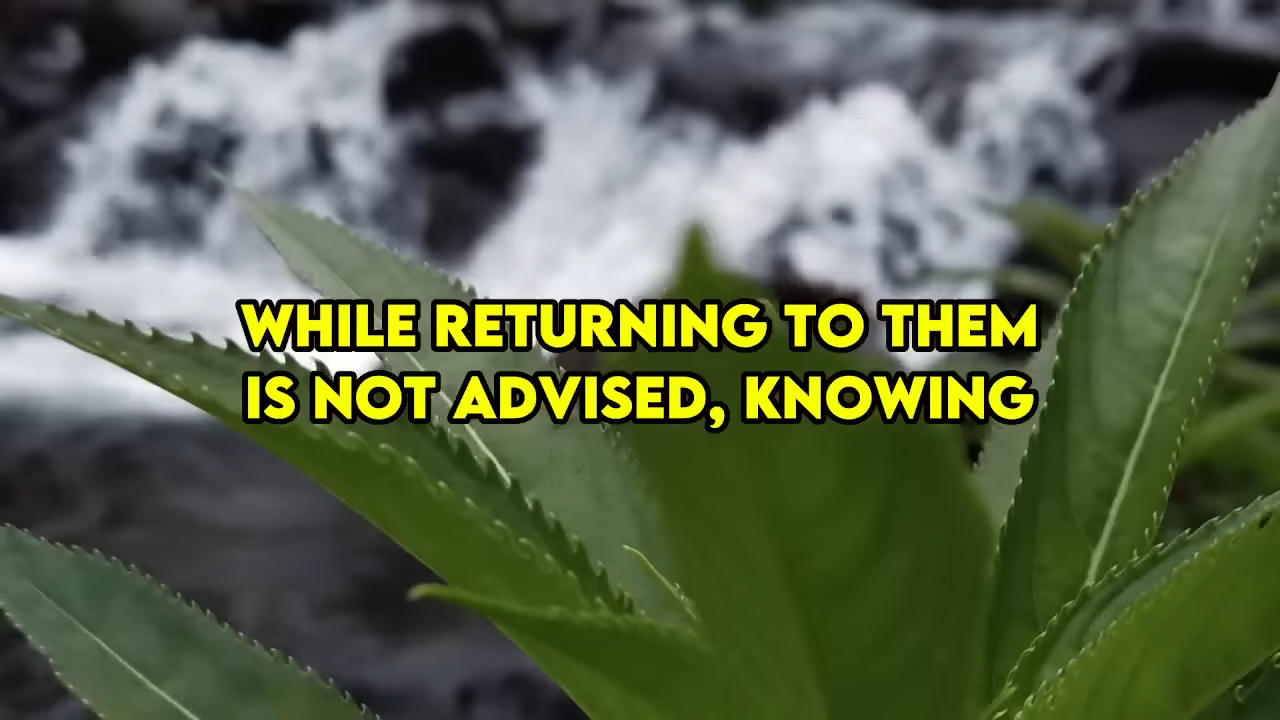 WHILE RETURNING TO THEM
IS NOT ADVISED, KNOWING